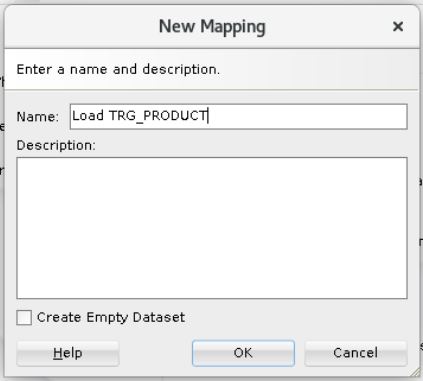 New Mapping
Enter a name and description.
Name: Load TRG_PRODUCT
Description:
Create Empty Dataset
Help OK Cancel